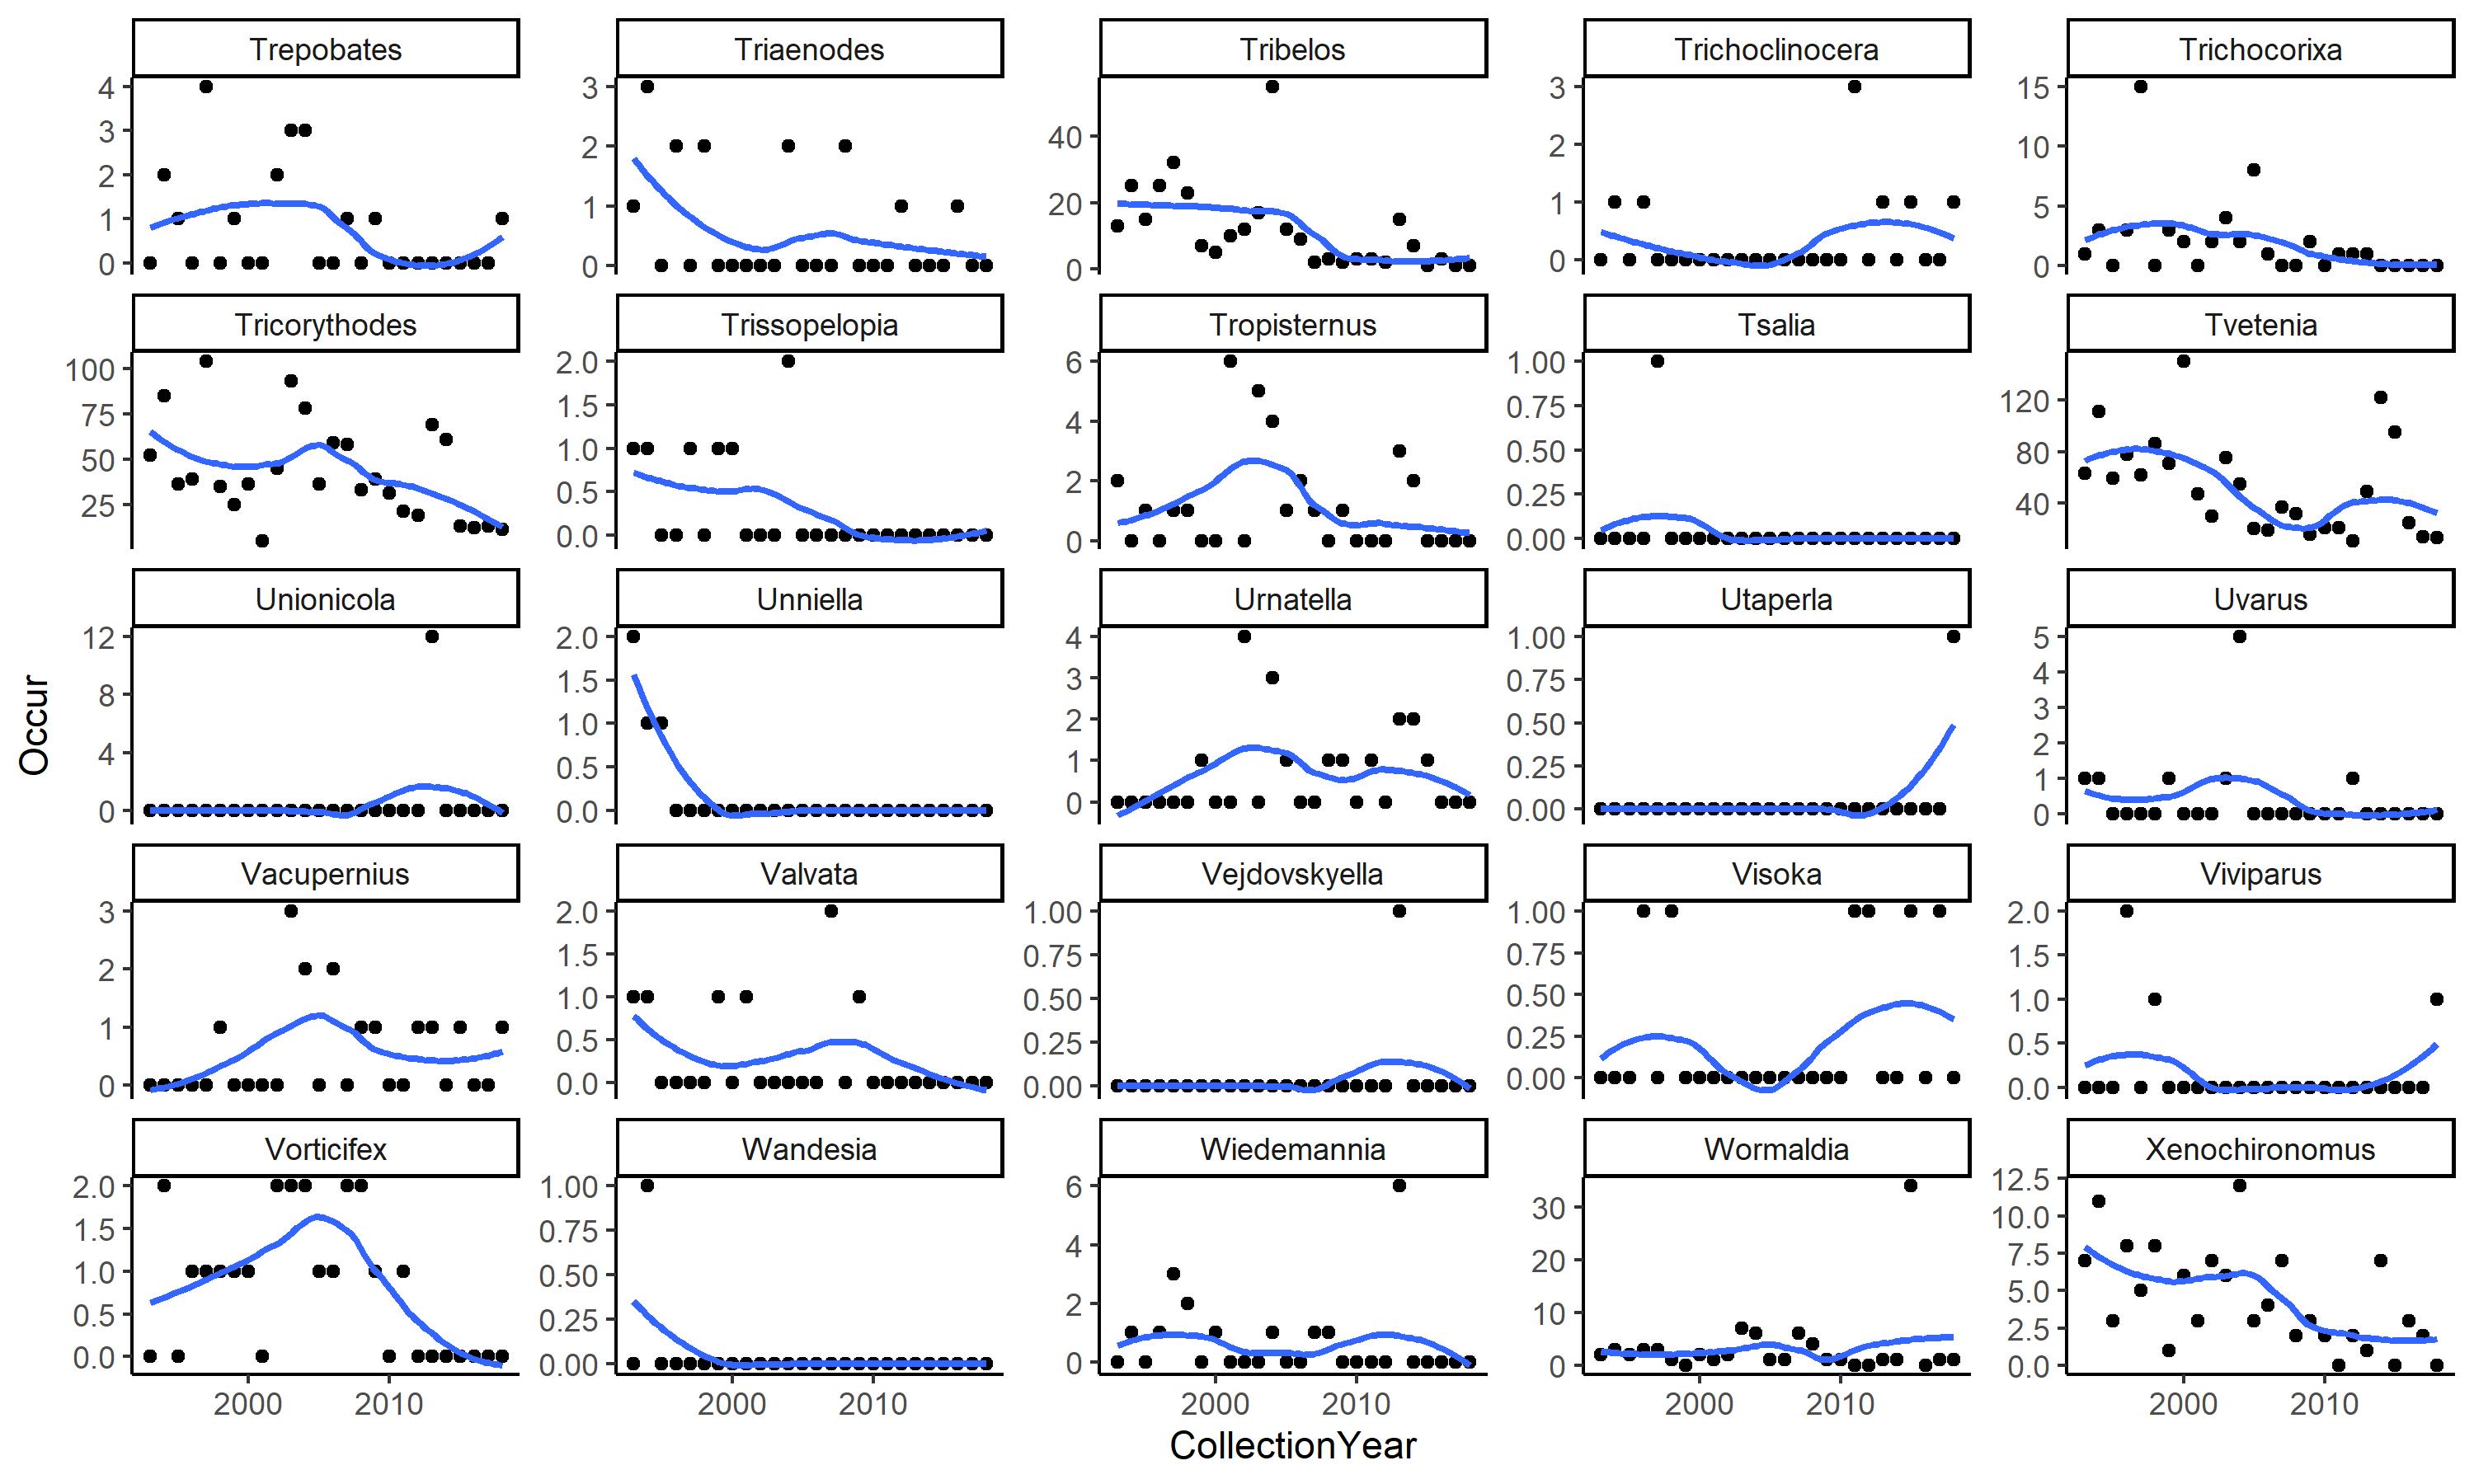 Trepobates Triaenodes Tribelos Trichoclinocera Trichocorixa
4 3 2 1 0
3 2 1 0
40 20 0
3 2 1 0
15 10 5 0
Tricorythodes Trissopelopia Tropisternus Tsalia Tvetenia
100 75 50 25
2.0 1.5 1.0 0.5 0.0
6 4 2 0
1.00 0.75 0.50 0.25 0.00
120 80 40
Unionicola Unniella Urnatella Utaperla Uvarus
12 8 4 0
2.0 1.5 1.0 0.5 0.0
4 3 2 1 0
1.00 0.75 0.50 0.25 0.00
5 4 3 2 1 0
Occur
Vacupernius Valvata Vejdovskyella Visoka Viviparus
3 2 1 0
2.0 1.5 1.0 0.5 0.0
1.00 0.75 0.50 0.25 0.00
1.00 0.75 0.50 0.25 0.00
2.0 1.5 1.0 0.5 0.0
Vorticifex Wandesia Wiedemannia Wormaldia Xenochironomus
2.0 1.5 1.0 0.5 0.0
1.00 0.75 0.50 0.25 0.00
6 4 2 0
30 20 10 0
12.5 10.0 7.5 5.0 2.5 0.0
2000 2010 2000 2010 2000 2010 2000 2010 2000 2010
CollectionYear